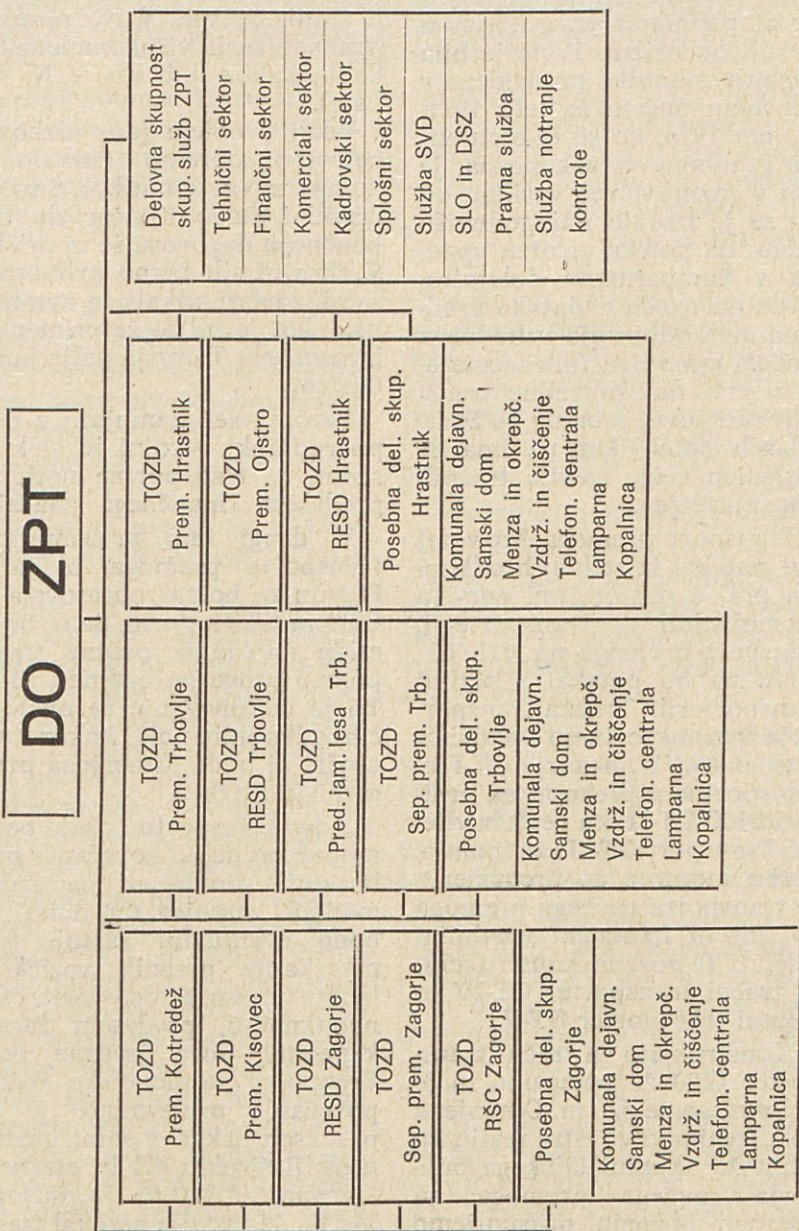 DO ZPT
TOZD
Prem. Kotredež
TOZD
Prem. Kisovec
TOZD
RESD Zagorje
TOZD
Sep. prem. Zagorje
TOZD
RŠC Zagorje
Posebna del. skup.
Zagorje
Komunala dejavn.
Samski dom
Menza in okrepč.
Vzdrž. in čiščenje
Telefon. centrala
Lamparna
Kopalnica
TOZD
Prem. Trbovlje
TOZD
RESD Trbovlje
TOZD
Pred. jam. lesa Trb.
TOZD
Sep. prem. Trb.
Posebna del. skup.
Trbovlje
Komunala dejavn.
Samski dom
Menza in okrepč.
Vzdrž. in čiščenje
Telefon. centrala
Lamparna
Kopalnica
TOZD
Prem. Hrastnik
TOZD
Prem. Ojstro
TOZD
RESD Hrastnik
Posebna del. skup.
Hrastnik
Komunala dejavn.
Samski dom
Menza in okrepč.
Vzdrž. in čiščenje
Telefon. centrala
Lamparna
Kopalnica
Delovna skupnost
skup. služb ZPT
Tehnični sektor
Finančni sektor
Komercial. sektor
Kadrovski sektor
Splošni sektor
Služba SVD
SLO in DSZ
Pravna služba
Služba notranje
kontrole